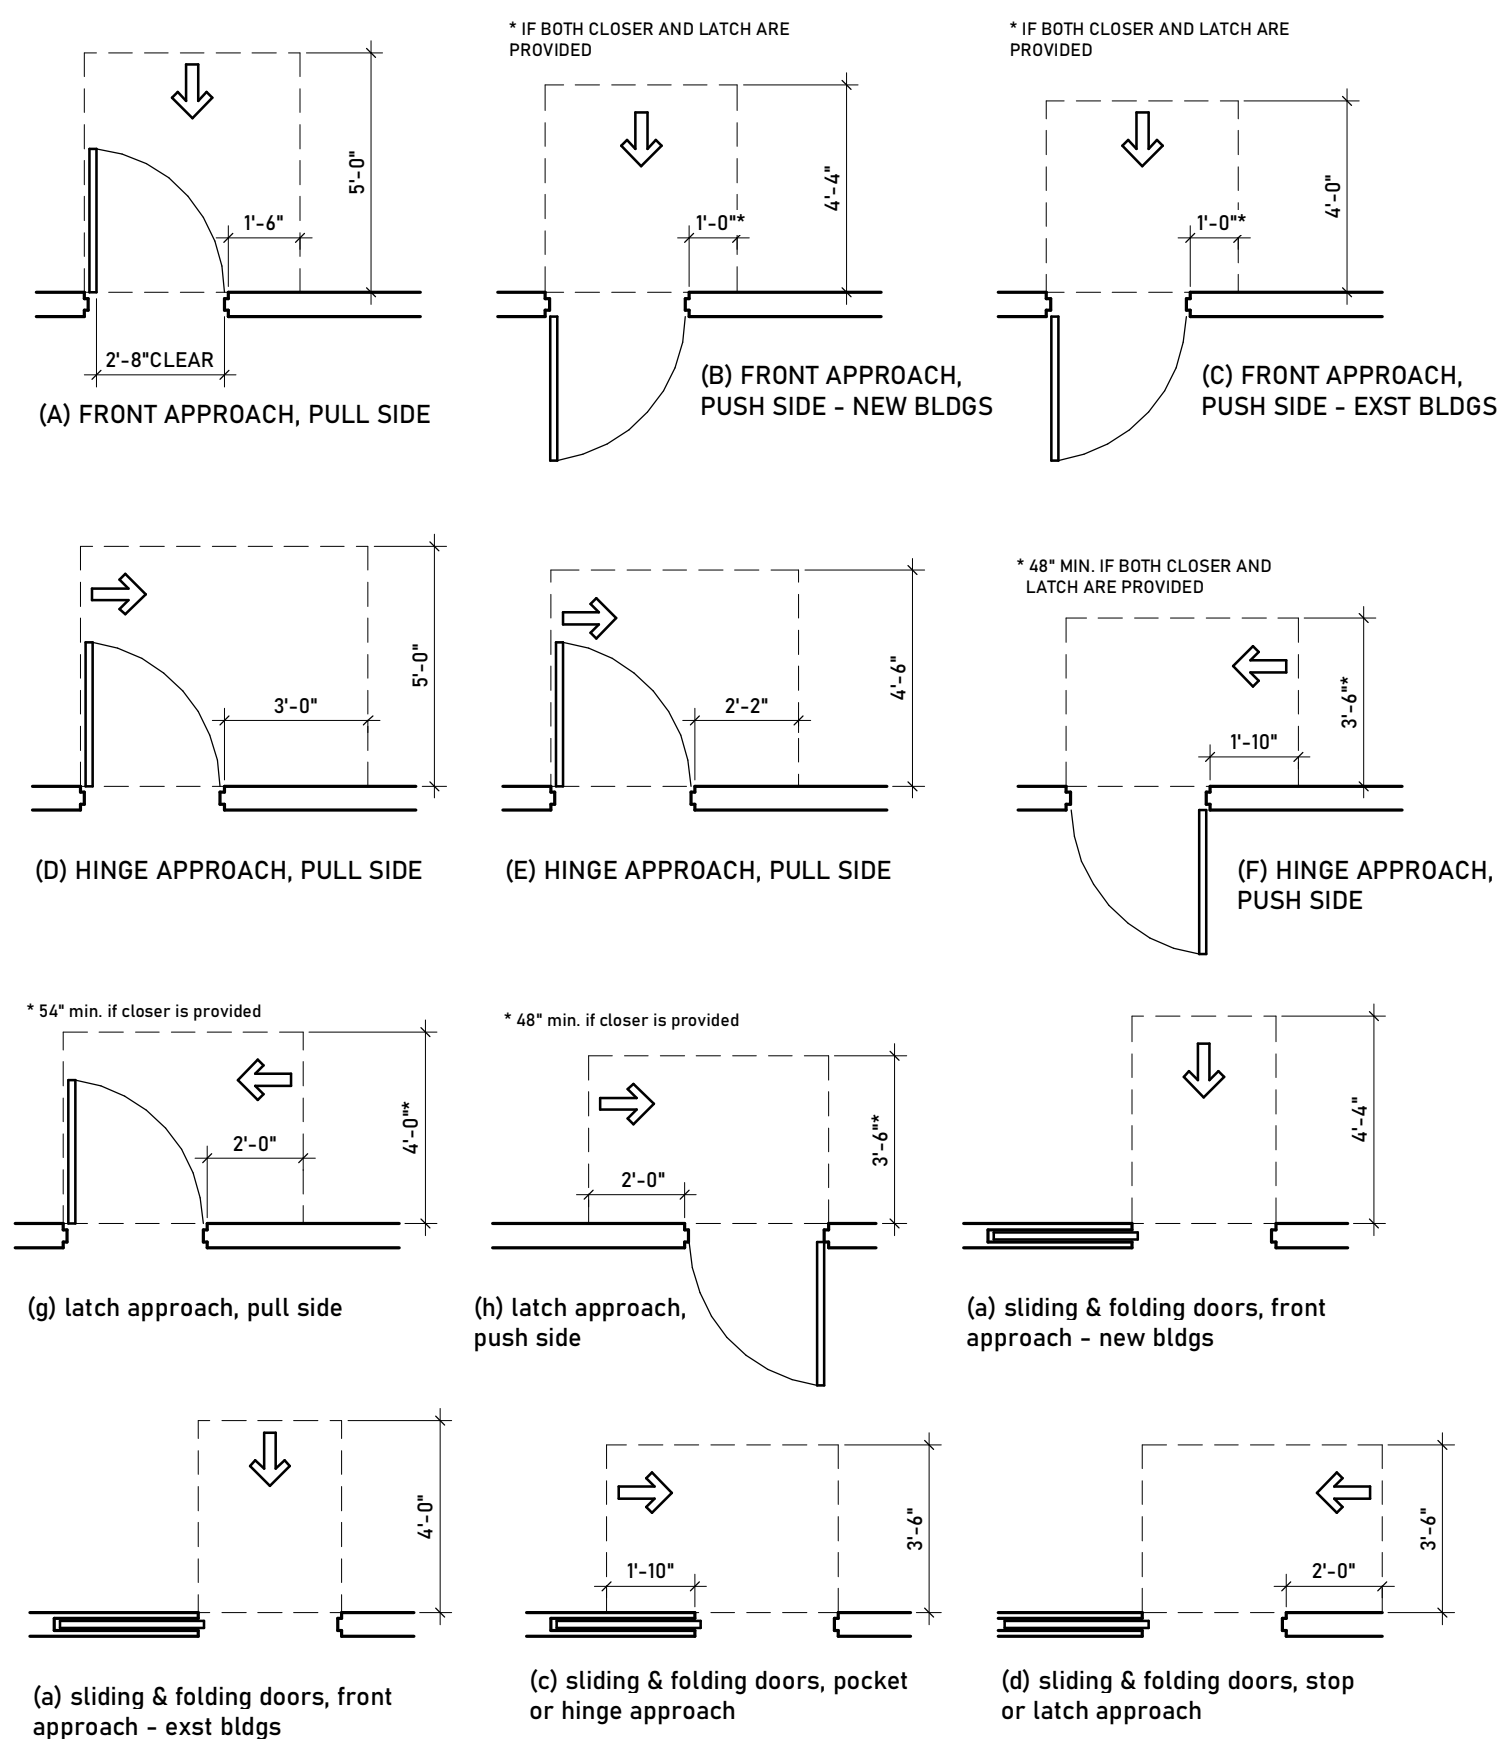 * IF BOTH CLOSER AND LATCH ARE
PROVIDED
* IF BOTH CLOSER AND LATCH ARE
PROVIDED
5'-0"
1'-6"
2'-8"CLEAR
(A) FRONT APPROACH, PULL SIDE
4'-4"
1'-0"*
(B) FRONT APPROACH,
PUSH SIDE - NEW BLDGS
4'-0"
1'-0"*
(C) FRONT APPROACH,
PUSH SIDE - EXST BLDGS
5'-0"
3'-0"
(D) HINGE APPROACH, PULL SIDE
4'-6"
2'-2"
(E) HINGE APPROACH, PULL SIDE
* 48" MIN. IF BOTH CLOSER AND
LATCH ARE PROVIDED
3'-6"*
1'-10"
(F) HINGE APPROACH,
PUSH SIDE
* 54" min. if closer is provided
4'-0"*
2'-0"
(g) latch approach, pull side
* 48" min. if closer is provided
3'-6"*
2'-0"
(h) latch approach,
push side
4'-4"
(a) sliding & folding doors, front
approach - new bldgs
4'-0"
(a) sliding & folding doors, front
approach - exst bldgs
3'-6"
1'-10"
(c) sliding & folding doors, pocket
or hinge approach
3'-6"
2'-0"
(d) sliding & folding doors, stop
or latch approach